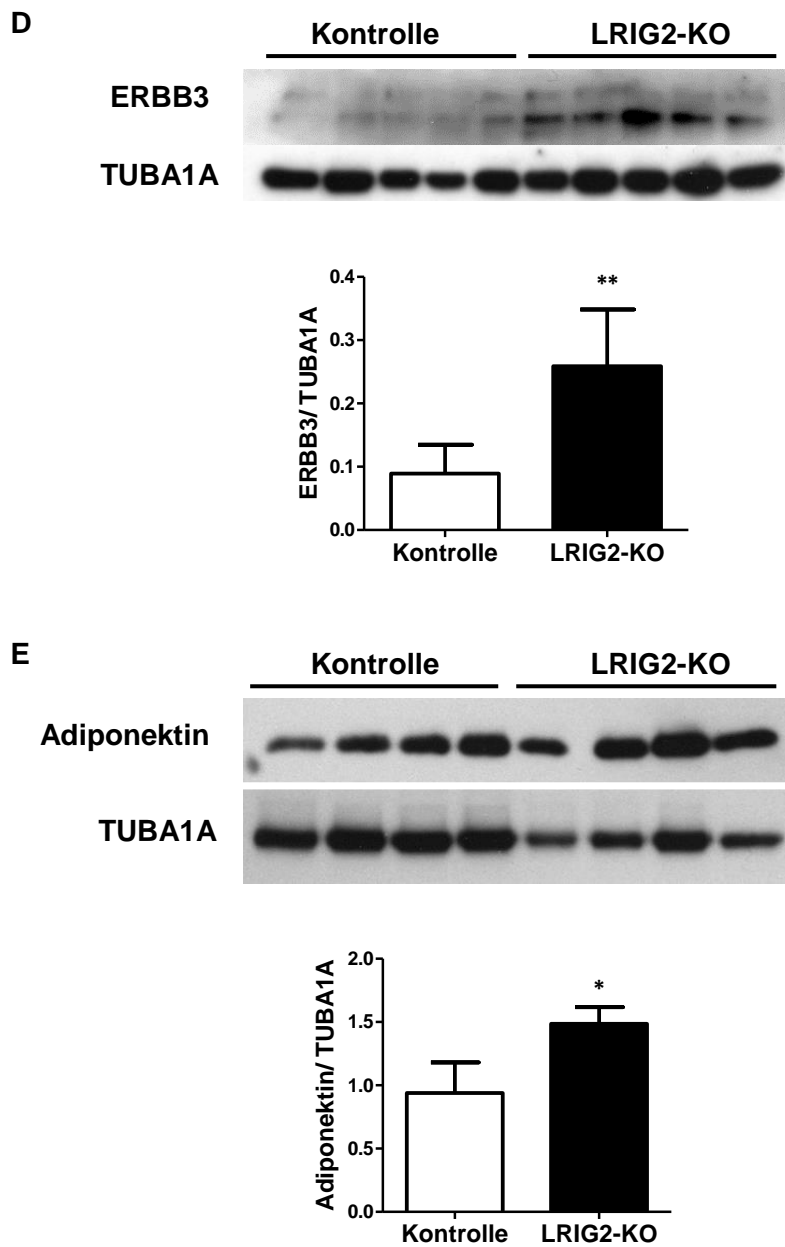 D
Kontrolle LRIG2-KO
ERBB3
TUBA1A
ERBB3/ TUBA1A
0.4
**
0.3
0.2
0.1
0.0
Kontrolle LRIG2-KO
E
Kontrolle LRIG2-KO
Adiponektin
TUBA1A
Adiponektin/ TUBA1A
2.0
*
1.5
1.0
0.5
0.0
Kontrolle LRIG2-KO